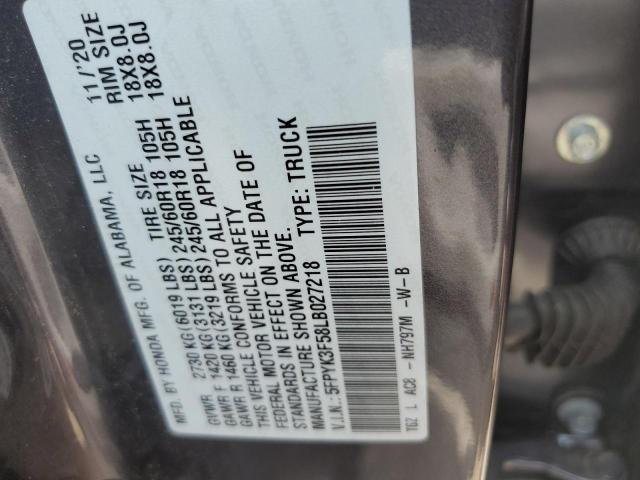 MFD. BY HONDA MFG. OF ALABAMA, LLC 11/'20
TIRE SIZE RIM SIZE
GVWR 2730 KG(6019 LBS)
GAWR F 1420 KG(3131 LBS) 245/60R18 105H 18X8.0J
GAWR R 1460 KG(3219 LBS) 245/60R18 105H 18X8.0J
THIS VEHICLE CONFORMS TO ALL APPLICABLE
FEDERAL MOTOR VEHICLE SAFETY
STANDARDS IN EFFECT ON THE DATE OF
MANUFACTURE SHOWN ABOVE.
V.I.N.: 5FPYK3F58LB027218 TYPE: TRUCK
TGZ L AC8 - NH797M -W-B